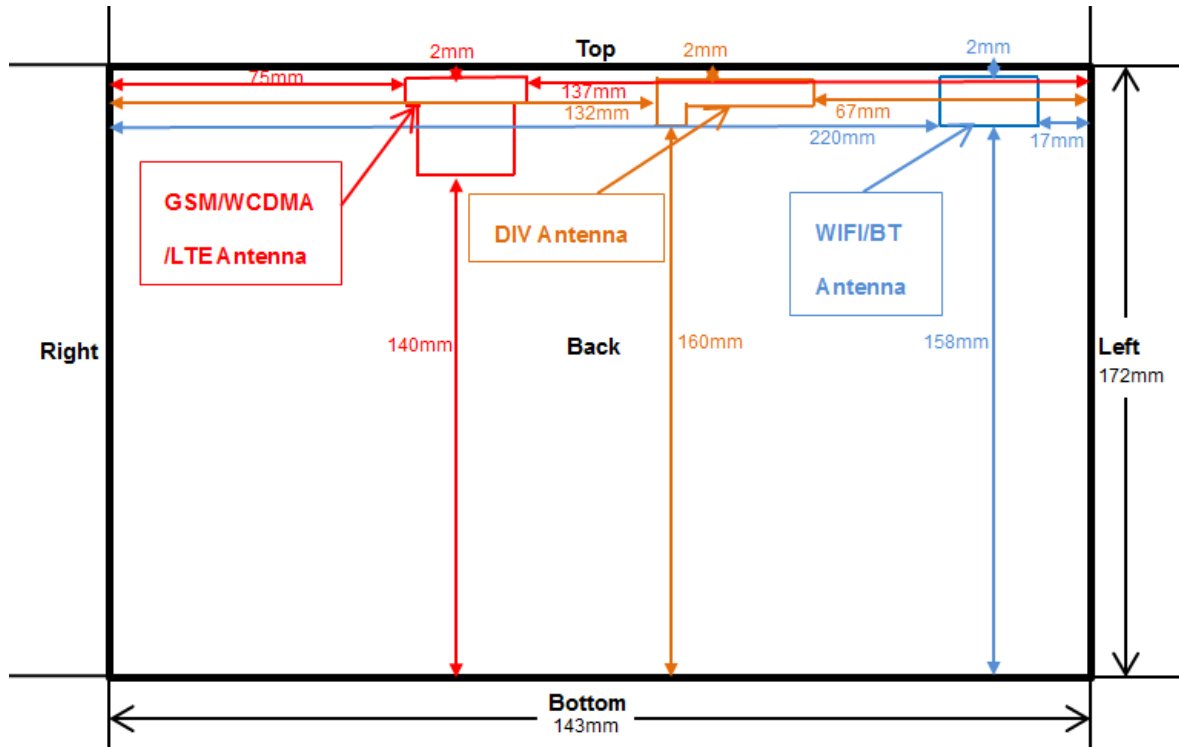 Top
2mm
2mm
2mm
75mm
137mm
132mm
67mm
220mm
17mm
GSM/WCDMA
/LTE Antenna
DIV Antenna
WIFI/BT
Antenna
Right
140mm
Back
160mm
158mm
Left
172mm
Bottom
143mm